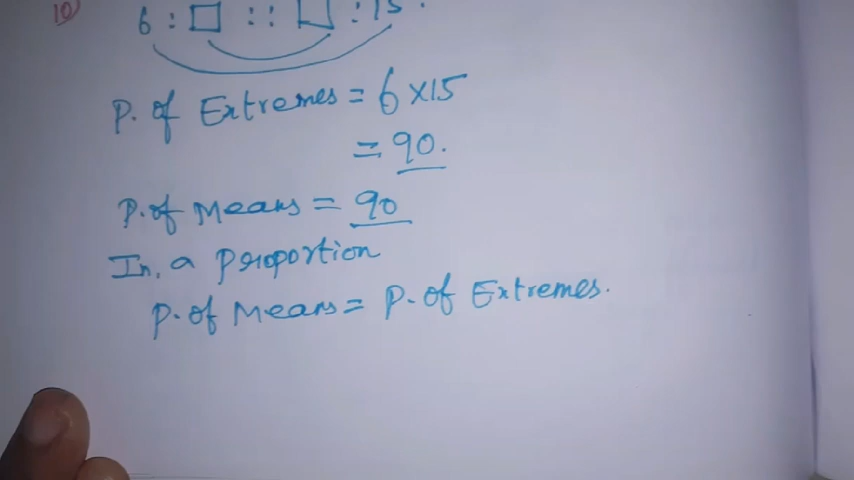 10
6 : □ :: □ : 15.
P. of Extremes = 6 × 15
= 90.
P. of Means = 90
In, a proportion
P. of Means = P. of Extremes.